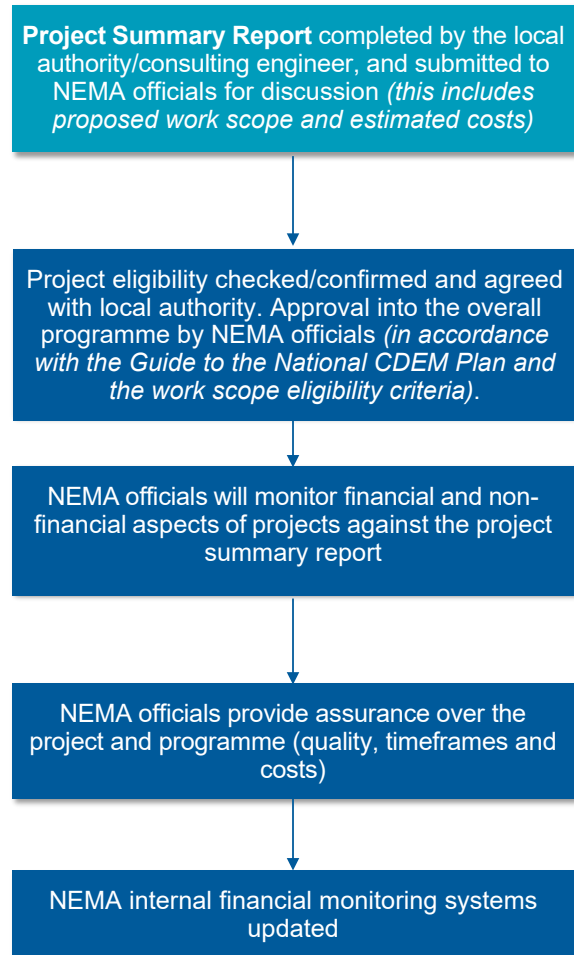 Project Summary Report completed by the local
authority/consulting engineer, and submitted to
NEMA officials for discussion (this includes
proposed work scope and estimated costs)
Project eligibility checked/confirmed and agreed
with local authority. Approval into the overall
programme by NEMA officials (in accordance
with the Guide to the National CDEM Plan and
the work scope eligibility criteria).
NEMA officials will monitor financial and non-
financial aspects of projects against the project
summary report
NEMA officials provide assurance over the
project and programme (quality, timeframes and
costs)
NEMA internal financial monitoring systems
updated